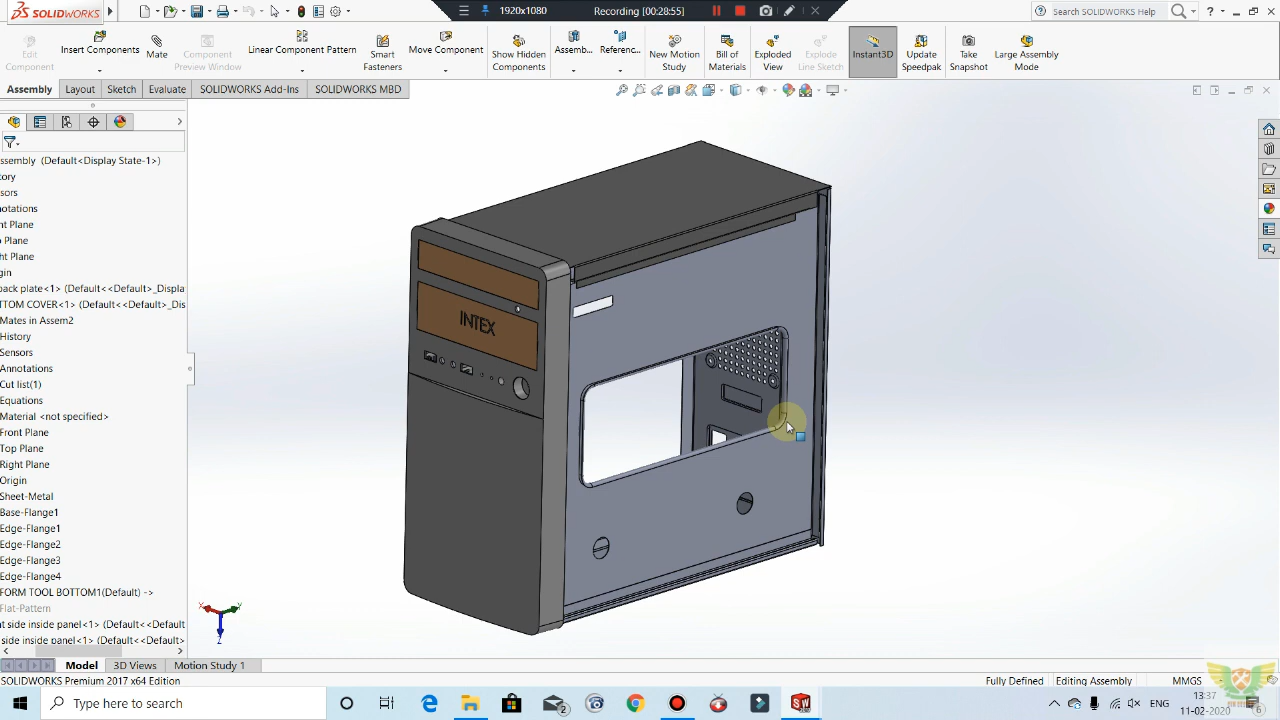 SOLIDWORKS
1920x1080
Recording [00:28:55]
Search SOLIDWORKS Help
Edit Component
Insert Components
Mate
Component Preview Window
Linear Component Pattern
Smart Fasteners
Move Component
Show Hidden Components
Assemb...
Referenc...
New Motion Study
Bill of Materials
Exploded View
Explode Line Sketch
Instant3D
Update Speedpak
Take Snapshot
Large Assembly Mode
Assembly
Layout
Sketch
Evaluate
SOLIDWORKS Add-Ins
SOLIDWORKS MBD
ssembly (Default<Display State-1>)
tory
sors
notations
nt Plane
p Plane
ht Plane
gin
back plate<1> (Default<<Default>_Displa
TTOM COVER<1> (Default<<Default>_Dis
Mates in Assem2
History
Sensors
Annotations
Cut list(1)
Equations
Material <not specified>
Front Plane
Top Plane
Right Plane
Origin
Sheet-Metal
Base-Flange1
Edge-Flange1
Edge-Flange2
Edge-Flange3
Edge-Flange4
FORM TOOL BOTTOM1(Default) ->
Flat-Pattern
t side inside panel<1> (Default<<Default
side inside panel<1> (Default<<Default>
INTEX
Model
3D Views
Motion Study 1
SOLIDWORKS Premium 2017 x64 Edition
Fully Defined
Editing Assembly
MMGS
Type here to search
2
ENG
13:37
11-02-2020
6